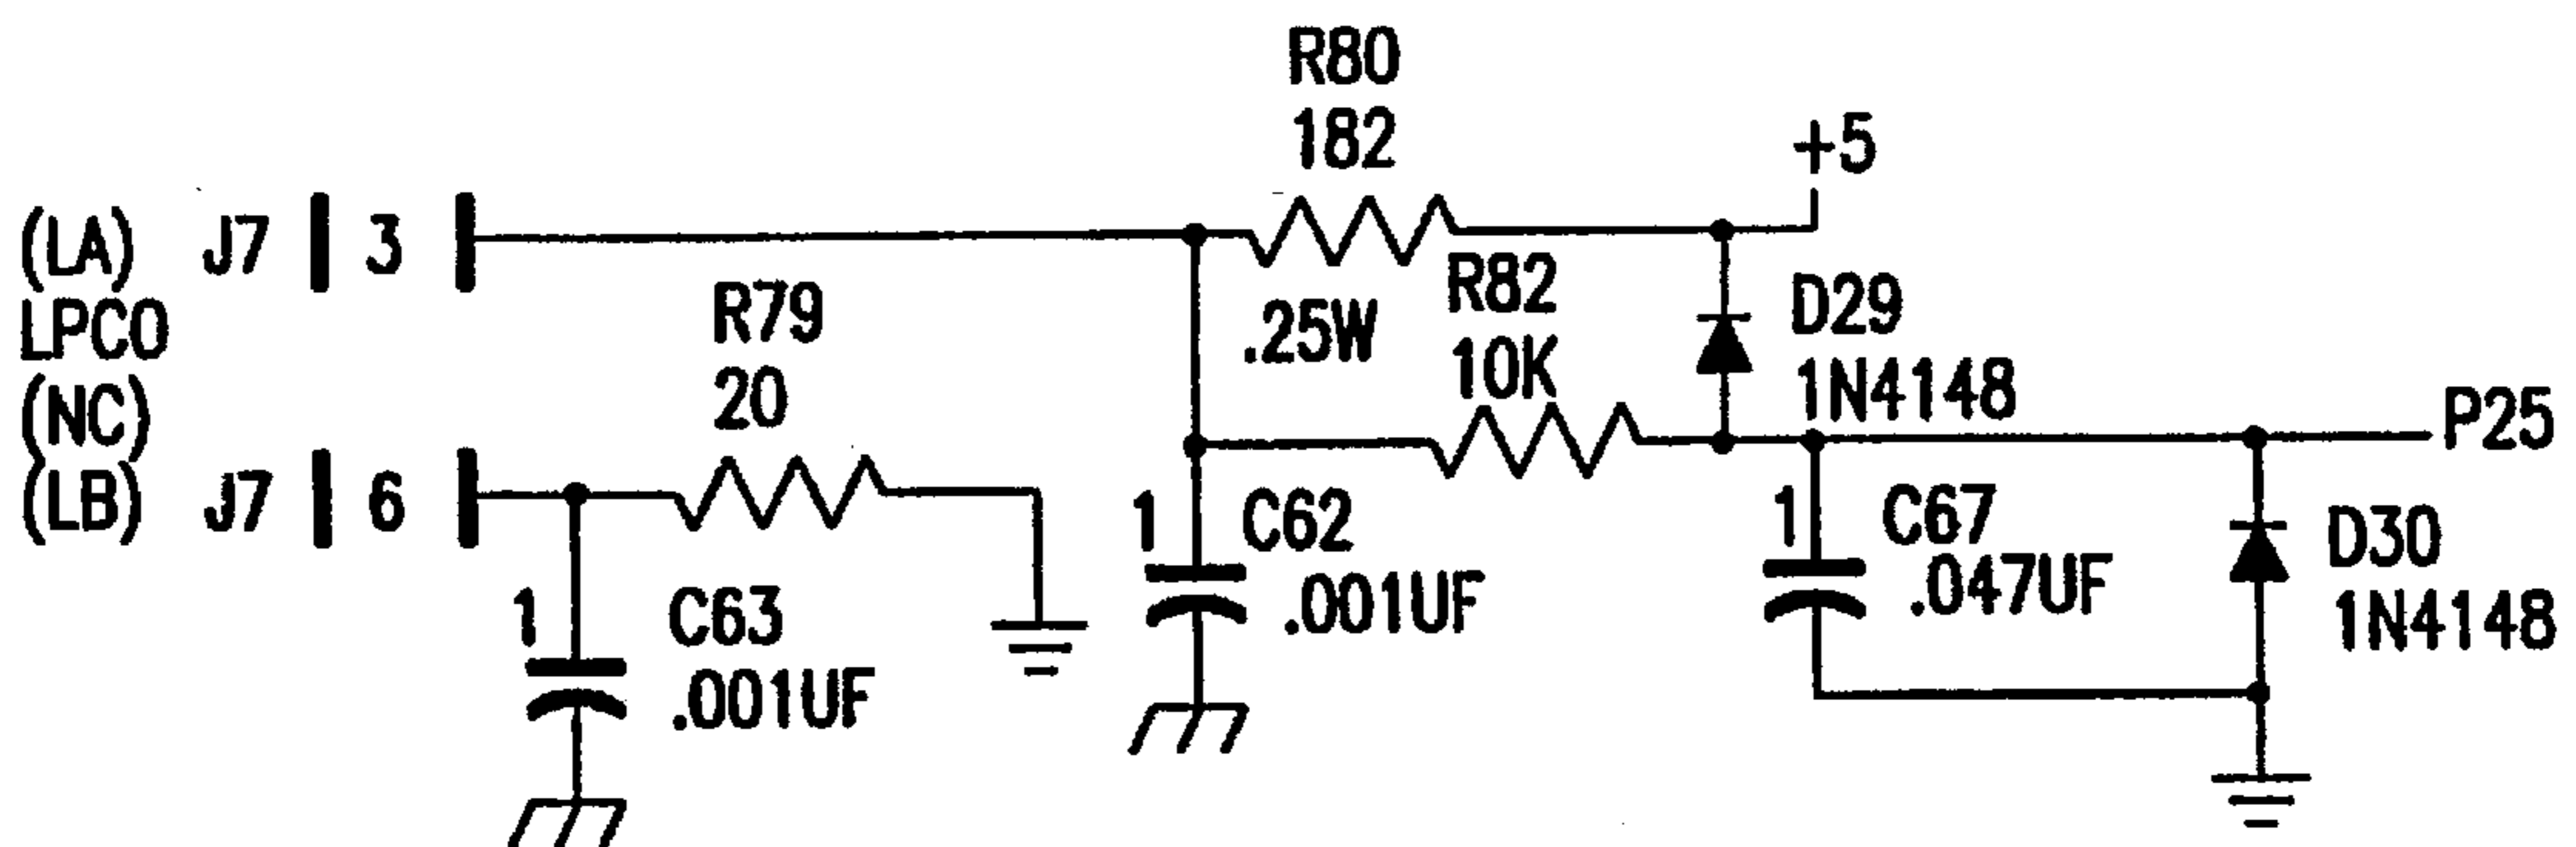 R80
182
+5
(LA) J7 3
LPCO
(NC)
(LB) J7 6
R79
20
.25W
R82
10K
D29
1N4148
P25
1 C62
.001UF
1 C67
.047UF
D30
1N4148
1 C63
.001UF